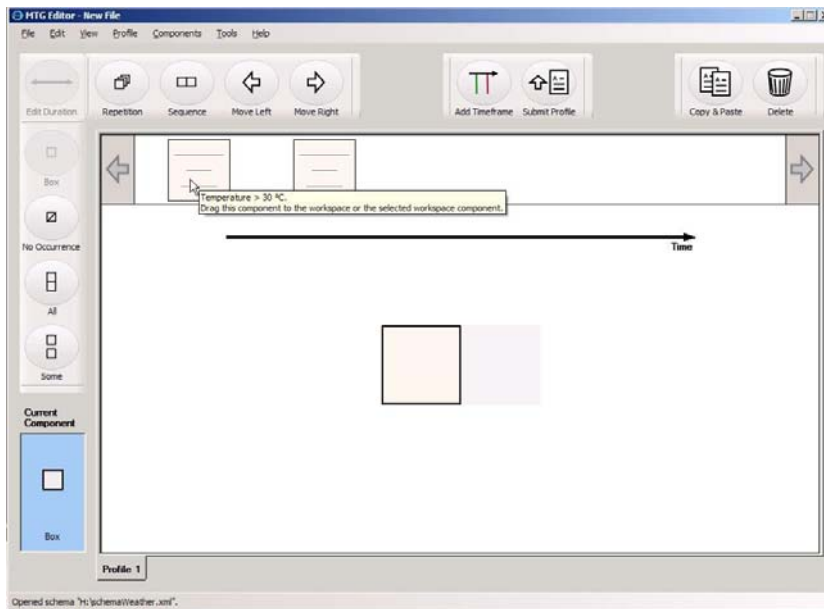 MTG Editor - New File
File Edit View Profile Components Tools Help
Edit Duration Repetition Sequence Move Left Move Right Add Timeframe Submit Profile Copy & Paste Delete
Box
No Occurrence
All
Some
Temperature > 30 ºC.
Drag this component to the workspace or the selected workspace component.
Time
Current
Component
Box
Profile 1
Opened schema "H:\schemaWeather.xml".